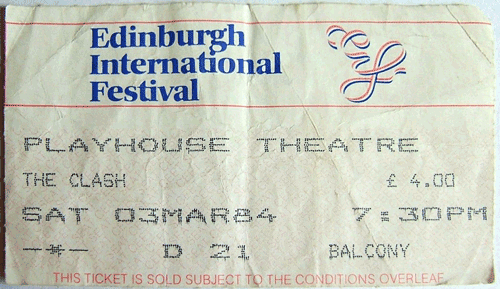 Edinburgh
International
Festival
PLAYHOUSE THEATRE
THE CLASH £ 4.00
SAT 03MAR84 7:30PM
—*— D 21 BALCONY
THIS TICKET IS SOLD SUBJECT TO THE CONDITIONS OVERLEAF